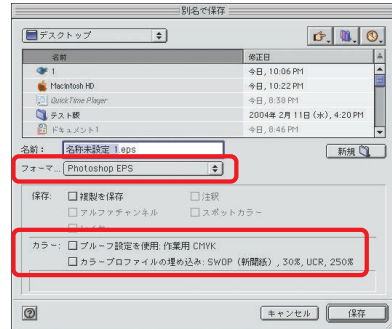 別名で保存
デスクトップ
名前 修正日
1 今日, 10:06 PM
Macintosh HD 今日, 10:22 PM
QuickTime Player 今日, 8:38 PM
テスト版 2004年 2月 11日 (水), 4:20 PM
ドキュメント1 今日, 8:46 PM
名前: 名称未設定 1.eps 新規
フォーマ... Photoshop EPS
保存: 複製を保存 注釈
アルファチャンネル スポットカラー
レイヤー
カラー: プルーフ設定を使用: 作業用 CMYK
カラープロファイルの埋め込み: SWOP (新聞紙) , 30%, UCR, 250%
キャンセル 保存